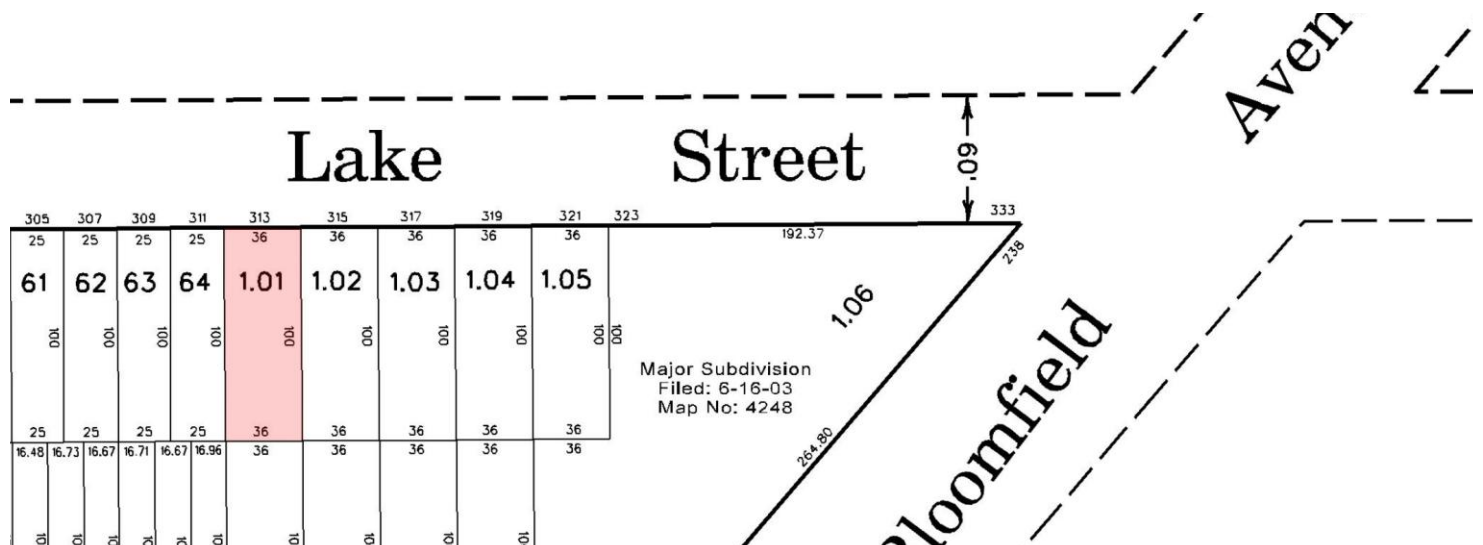 Aven
Lake Street
60.
305 307 309 311 313 315 317 319 321 323 333
25 25 25 25 36 36 36 36 36 192.37
238
61 62 63 64 1.01 1.02 1.03 1.04 1.05
1.06
100 100 100 100 100 100 100 100 100 100
Major Subdivision
Filed: 6-16-03
Map No: 4248
25 25 25 25 36 36 36 36 36
264.80
16.48 16.73 16.67 16.71 16.67 16.96 36 36 36 36 36
Bloomfield